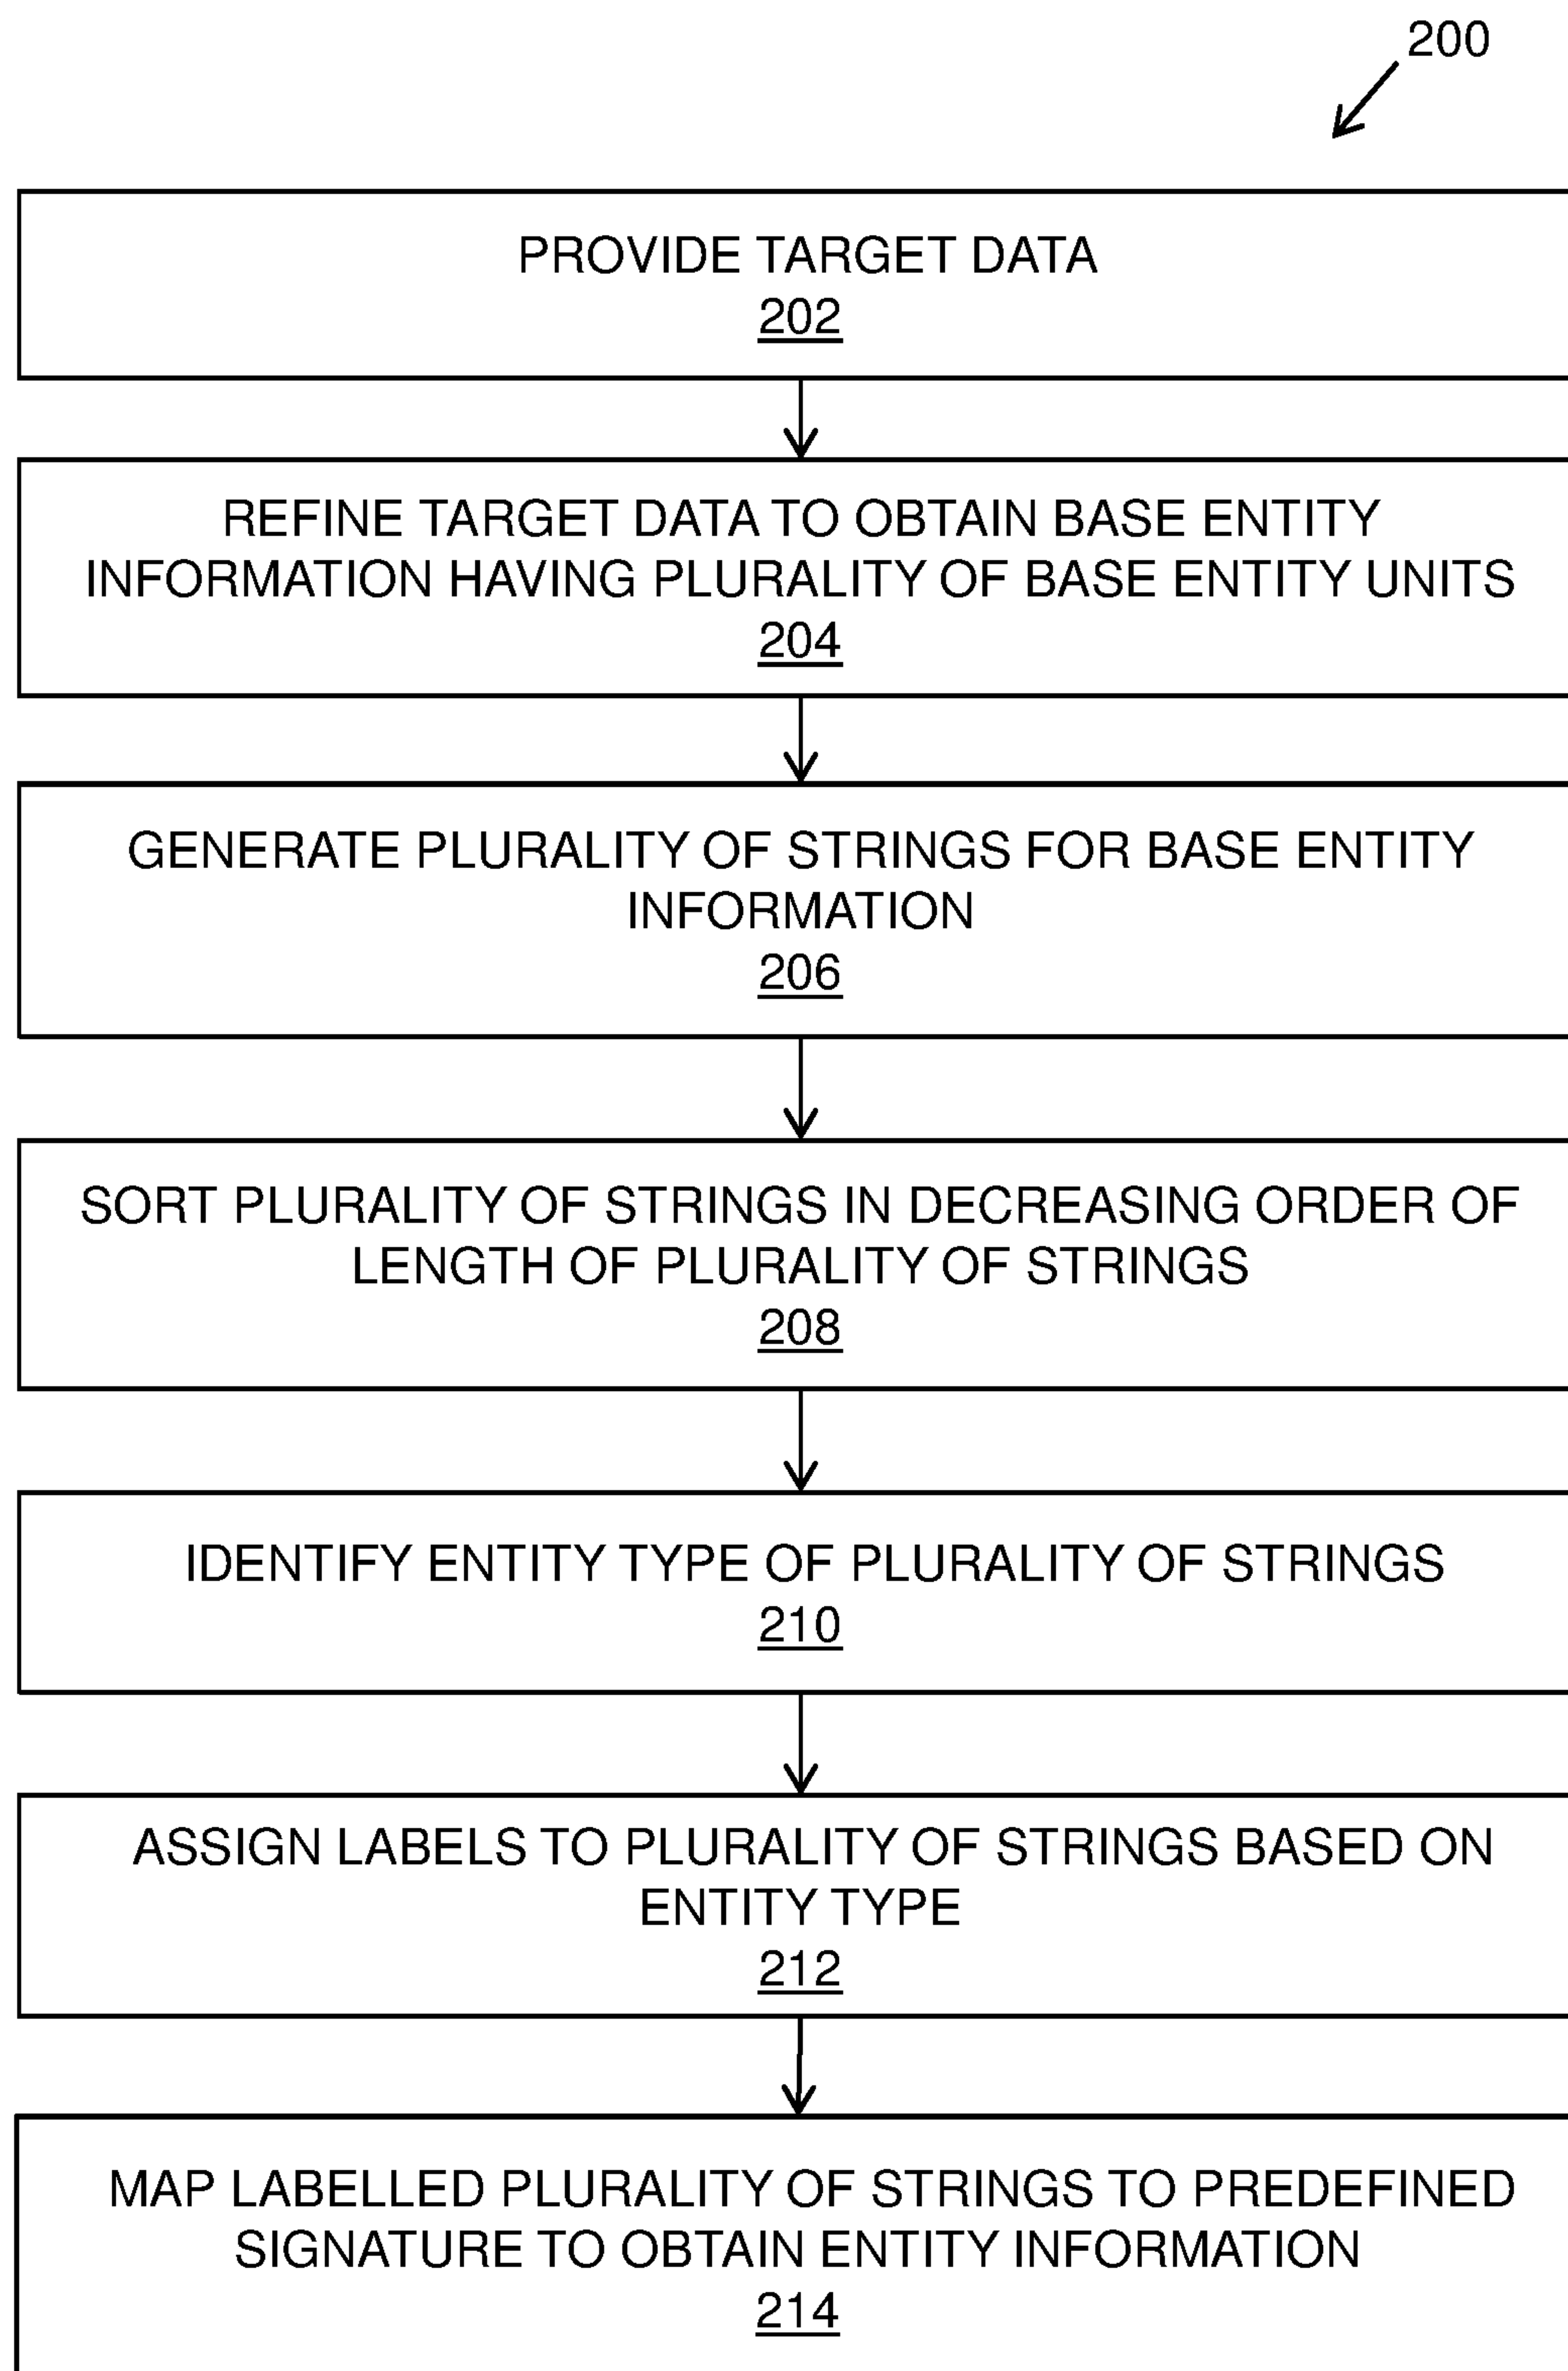 200
PROVIDE TARGET DATA
202
REFINE TARGET DATA TO OBTAIN BASE ENTITY
INFORMATION HAVING PLURALITY OF BASE ENTITY UNITS
204
GENERATE PLURALITY OF STRINGS FOR BASE ENTITY
INFORMATION
206
SORT PLURALITY OF STRINGS IN DECREASING ORDER OF
LENGTH OF PLURALITY OF STRINGS
208
IDENTIFY ENTITY TYPE OF PLURALITY OF STRINGS
210
ASSIGN LABELS TO PLURALITY OF STRINGS BASED ON
ENTITY TYPE
212
MAP LABELLED PLURALITY OF STRINGS TO PREDEFINED
SIGNATURE TO OBTAIN ENTITY INFORMATION
214